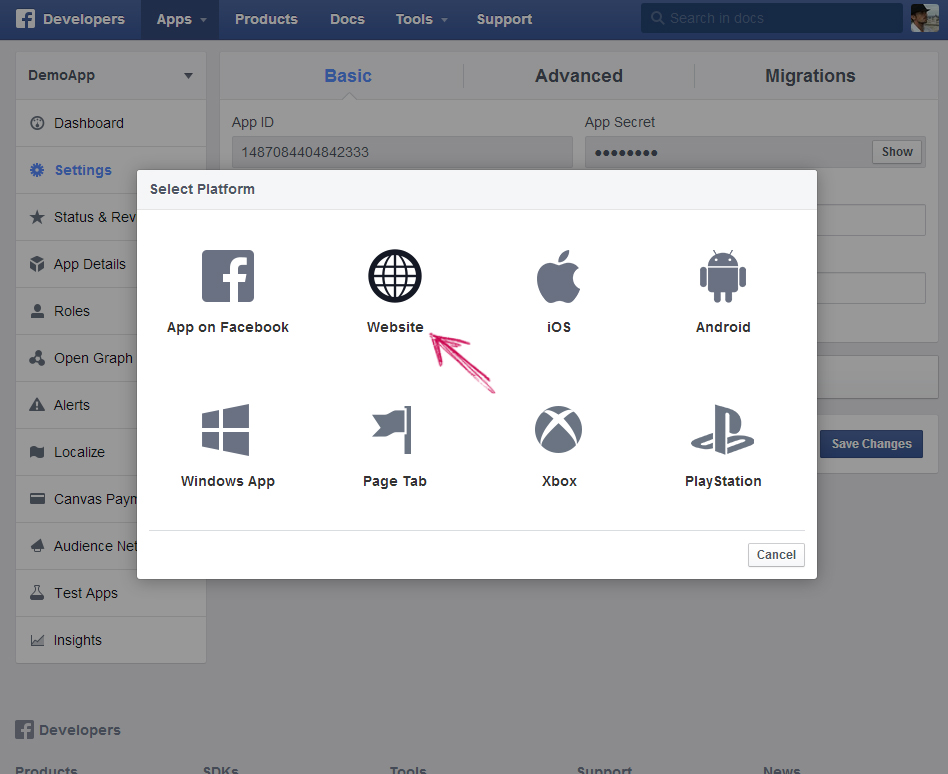 Developers Apps Products Docs Tools Support Search in docs
DemoApp
Basic Advanced Migrations
Dashboard
App ID App Secret
1487084404842333 •••••••• Show
Settings
Select Platform
Status & Rev
App Details
Roles
Open Graph
Alerts
Localize
Canvas Paym
Audience Net
Test Apps
Insights
App on Facebook Website iOS Android
Windows App Page Tab Xbox PlayStation
Save Changes
Cancel
Developers
Products SDKs Tools Support News